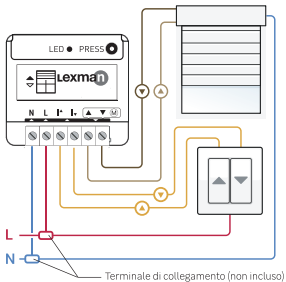 LED PRESS
Lexman
N L I I M
L
N
Terminale di collegamento (non incluso)